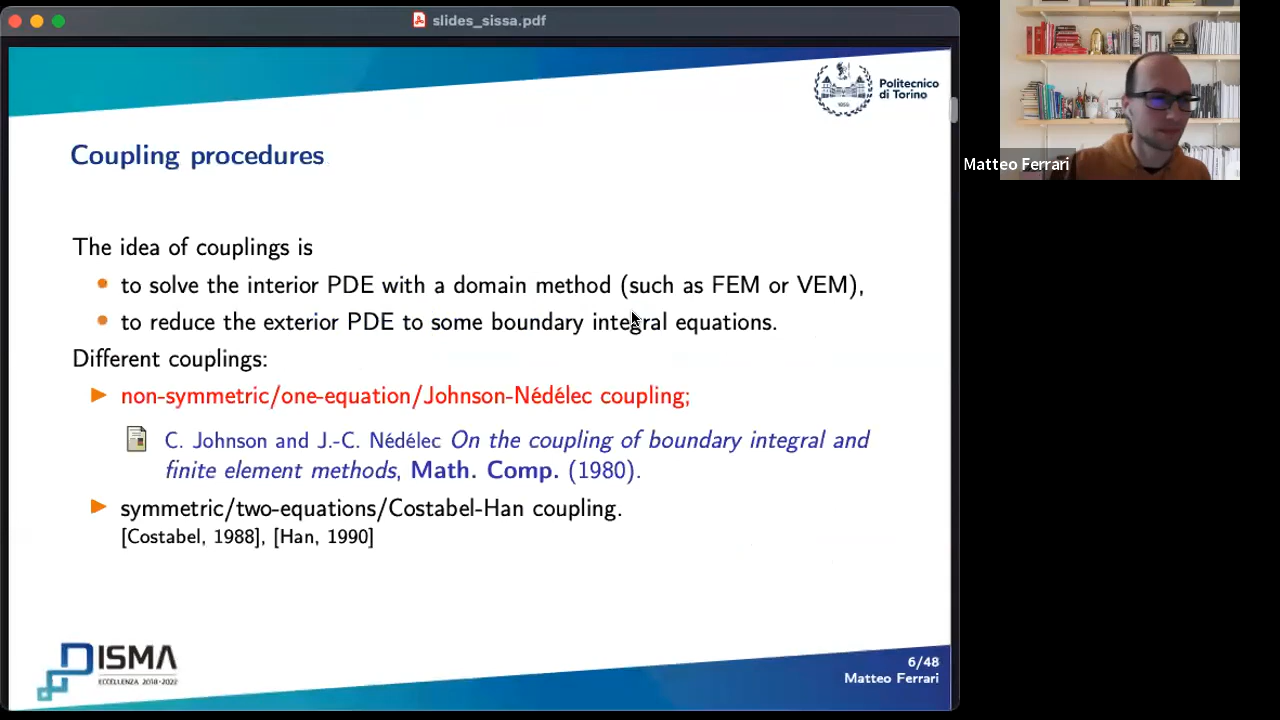 slides_sissa.pdf
Politecnico
di Torino
1859
Coupling procedures
The idea of couplings is
• to solve the interior PDE with a domain method (such as FEM or VEM),
• to reduce the exterior PDE to some boundary integral equations.
Different couplings:
▶ non-symmetric/one-equation/Johnson-Nédélec coupling;
C. Johnson and J.-C. Nédélec On the coupling of boundary integral and
finite element methods, Math. Comp. (1980).
▶ symmetric/two-equations/Costabel-Han coupling.
[Costabel, 1988], [Han, 1990]
DISMA
ECCELLENZA 2018-2022
6/48
Matteo Ferrari
Matteo Ferrari